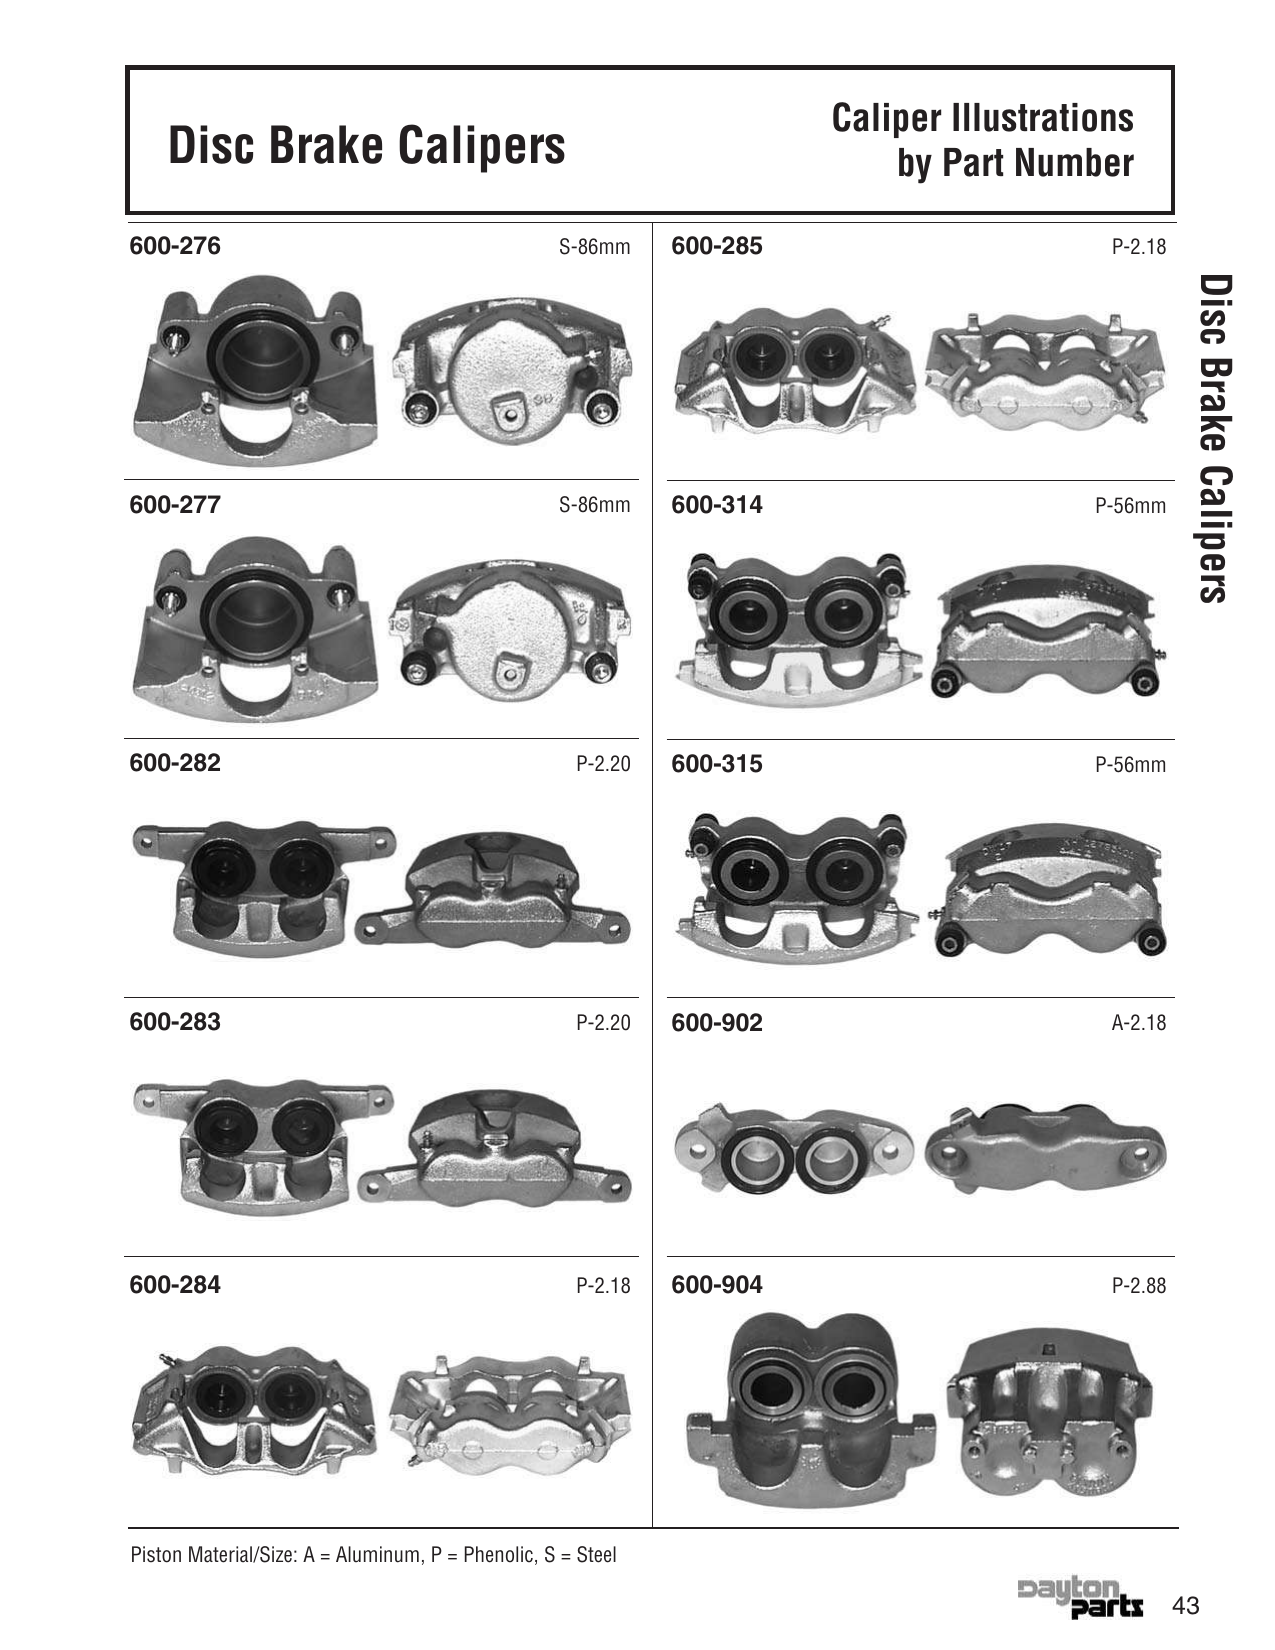 Disc Brake Calipers
Caliper Illustrations
by Part Number
600-276
S-86mm
600-277
S-86mm
600-282
P-2.20
600-283
P-2.20
600-284
P-2.18
600-285
P-2.18
600-314
P-56mm
600-315
P-56mm
600-902
A-2.18
600-904
P-2.88
Disc Brake Calipers
Piston Material/Size: A = Aluminum, P = Phenolic, S = Steel
Dayton
parts
43